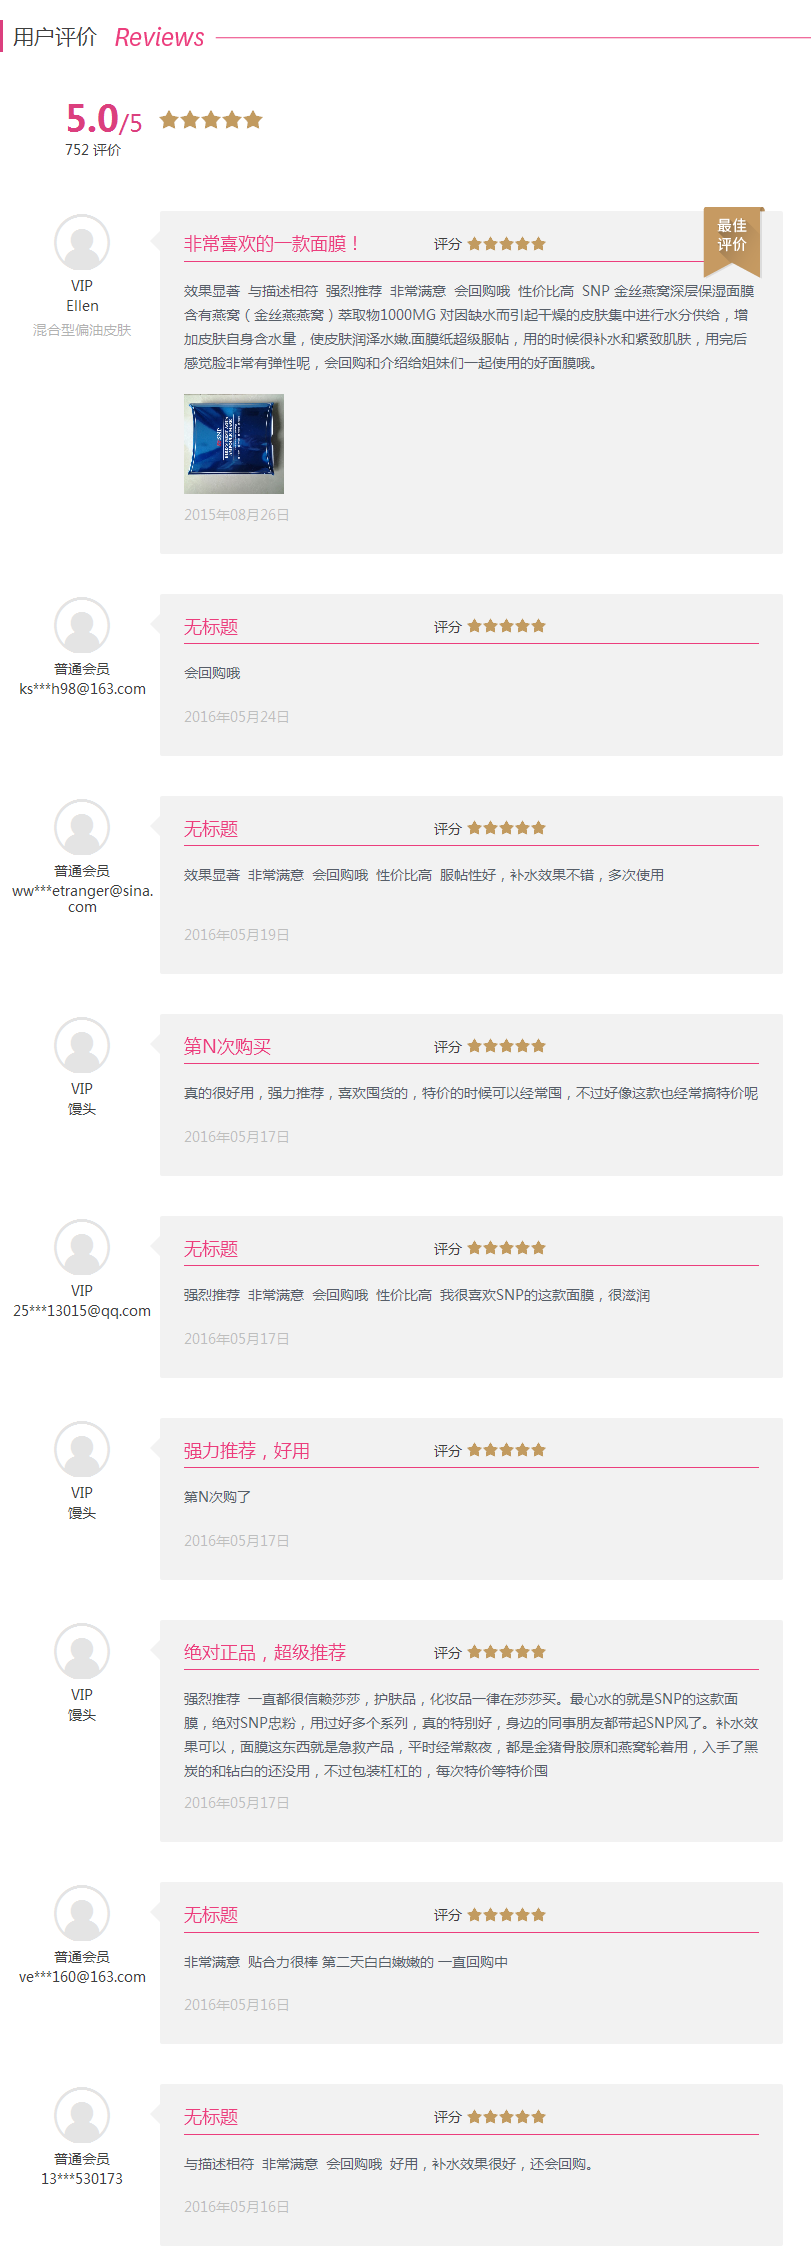 用户评价 Reviews
5.0/5
752 评价
最佳
评价
VIP
Ellen
混合型偏油皮肤
非常喜欢的一款面膜！ 评分
效果显著 与描述相符 强烈推荐 非常满意 会回购哦 性价比高 SNP 金丝燕窝深层保湿面膜
含有燕窝（金丝燕燕窝）萃取物1000MG 对因缺水而引起干燥的皮肤集中进行水分供给，增
加皮肤自身含水量，使皮肤润泽水嫩.面膜纸超级服帖，用的时候很补水和紧致肌肤，用完后
感觉脸非常有弹性呢，会回购和介绍给姐妹们一起使用的好面膜哦。
2015年08月26日
普通会员
ks***h98@163.com
无标题 评分
会回购哦
2016年05月24日
普通会员
ww***etranger@sina.
com
无标题 评分
效果显著 非常满意 会回购哦 性价比高 服帖性好，补水效果不错，多次使用
2016年05月19日
VIP
馒头
第N次购买 评分
真的很好用，强力推荐，喜欢囤货的，特价的时候可以经常囤，不过好像这款也经常搞特价呢
2016年05月17日
VIP
25***13015@qq.com
无标题 评分
强烈推荐 非常满意 会回购哦 性价比高 我很喜欢SNP的这款面膜，很滋润
2016年05月17日
VIP
馒头
强力推荐，好用 评分
第N次购了
2016年05月17日
VIP
馒头
绝对正品，超级推荐 评分
强烈推荐 一直都很信赖莎莎，护肤品，化妆品一律在莎莎买。最心水的就是SNP的这款面
膜，绝对SNP忠粉，用过好多个系列，真的特别好，身边的同事朋友都带起SNP风了。补水效
果可以，面膜这东西就是急救产品，平时经常熬夜，都是金猪骨胶原和燕窝轮着用，入手了黑
炭的和钻白的还没用，不过包装杠杠的，每次特价等特价囤
2016年05月17日
普通会员
ve***160@163.com
无标题 评分
非常满意 贴合力很棒 第二天白白嫩嫩的 一直回购中
2016年05月16日
普通会员
13***530173
无标题 评分
与描述相符 非常满意 会回购哦 好用，补水效果很好，还会回购。
2016年05月16日